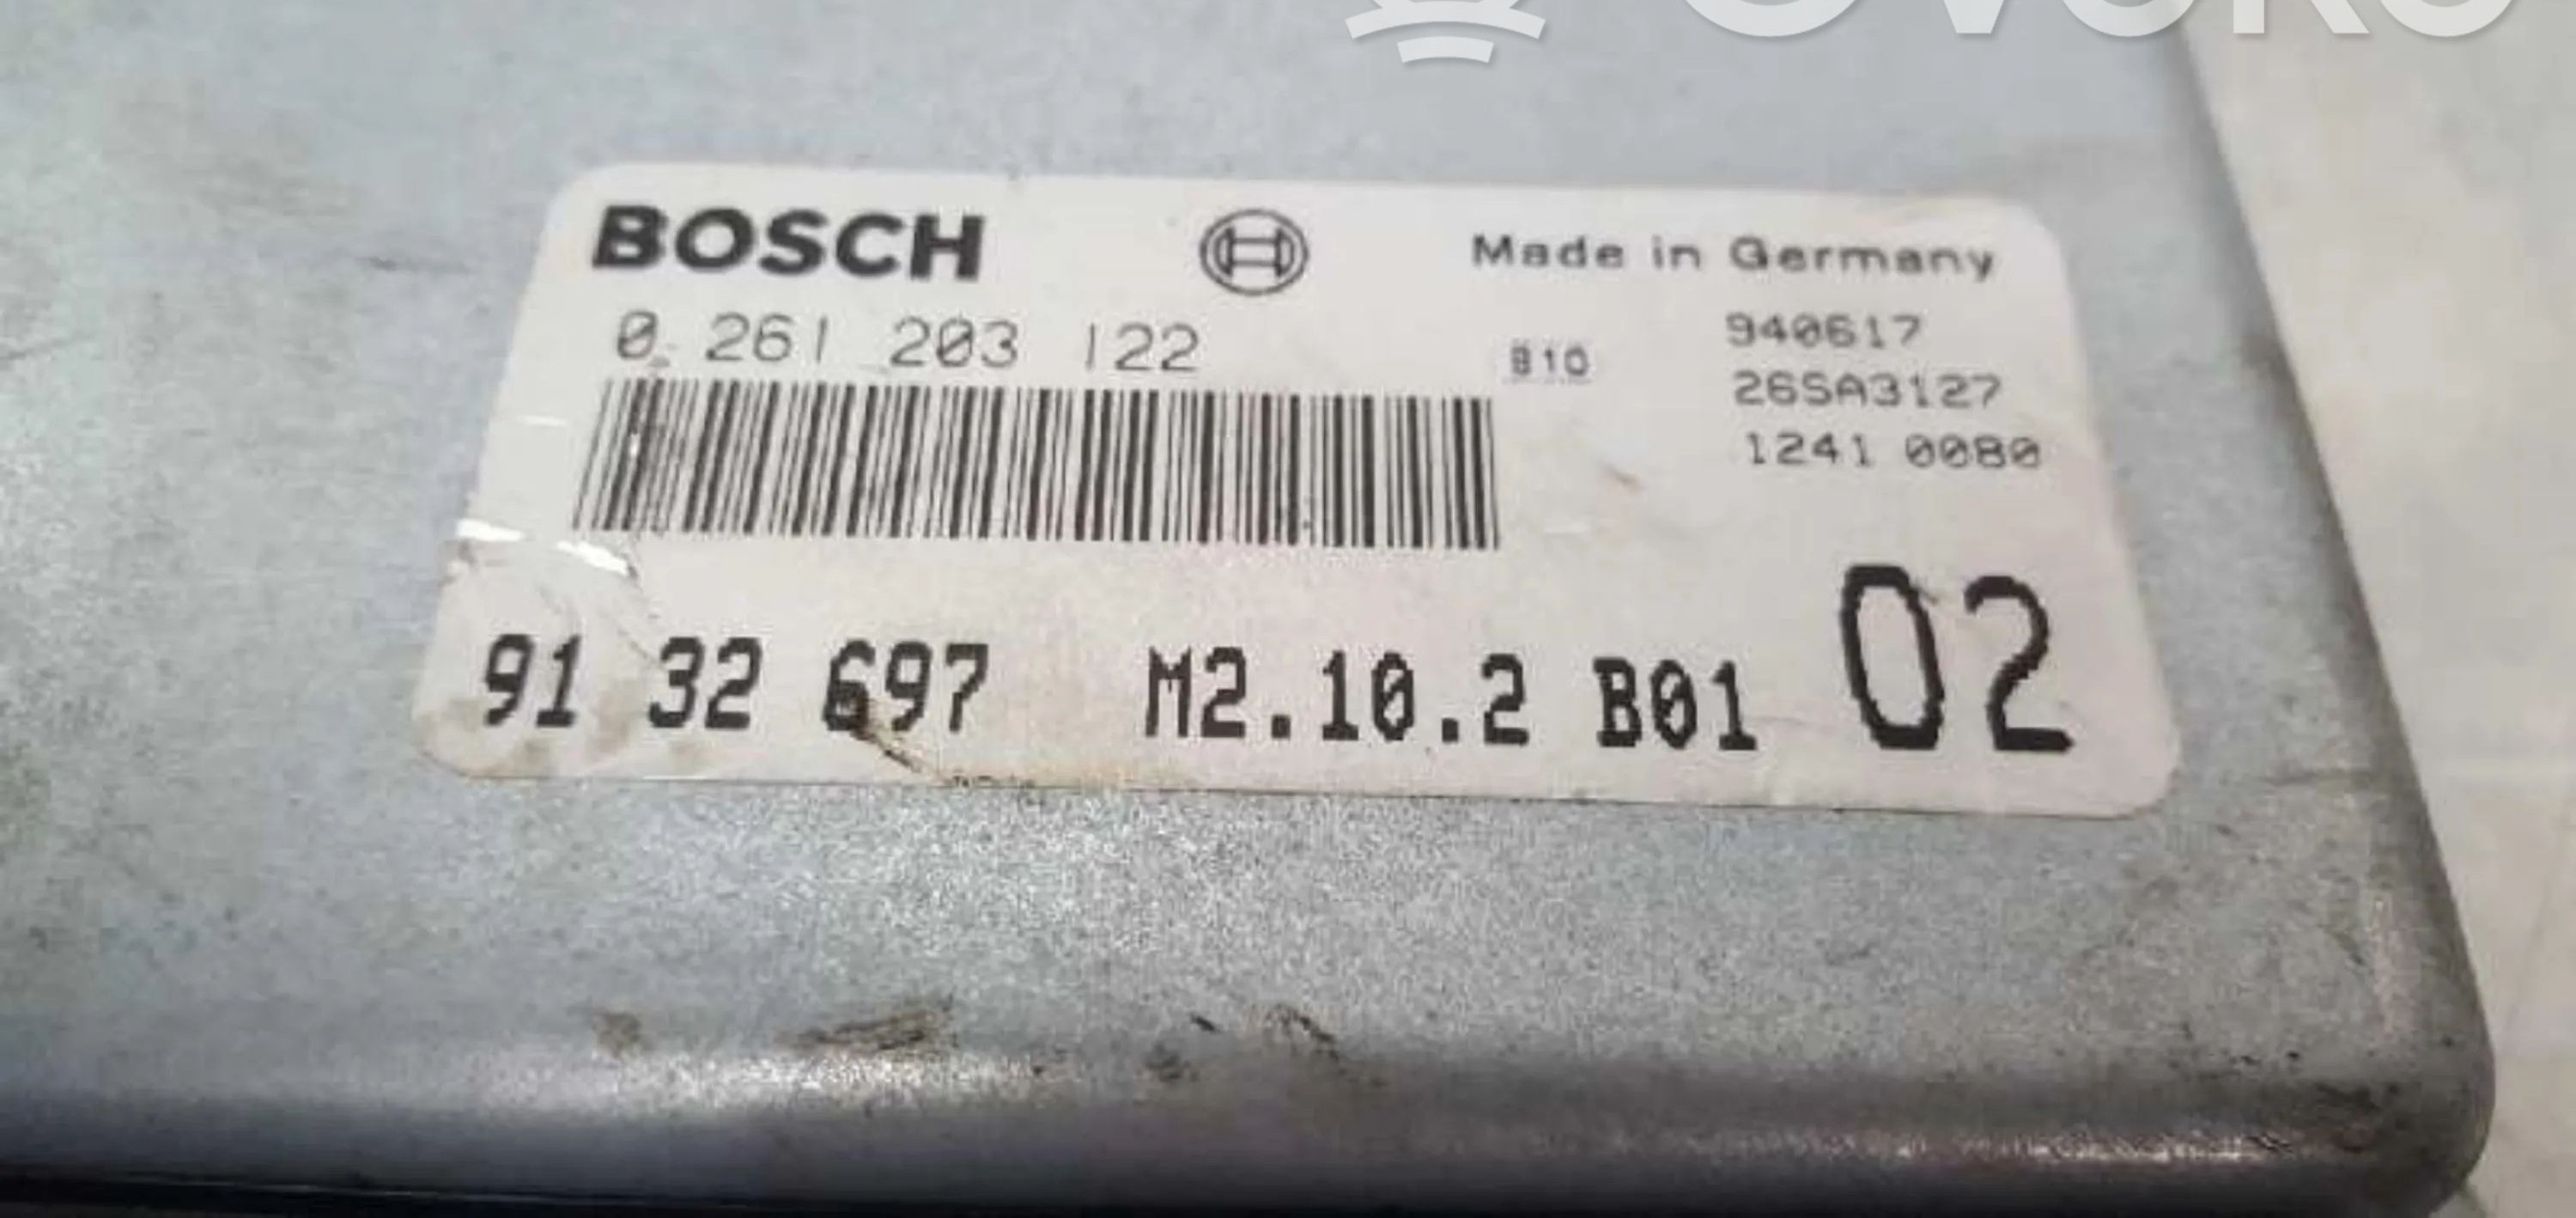 BOSCH
Made in Germany
0 261 203 122
B10
940617
26SA3127
1241 0080
91 32 697 M2.10.2 B01 02